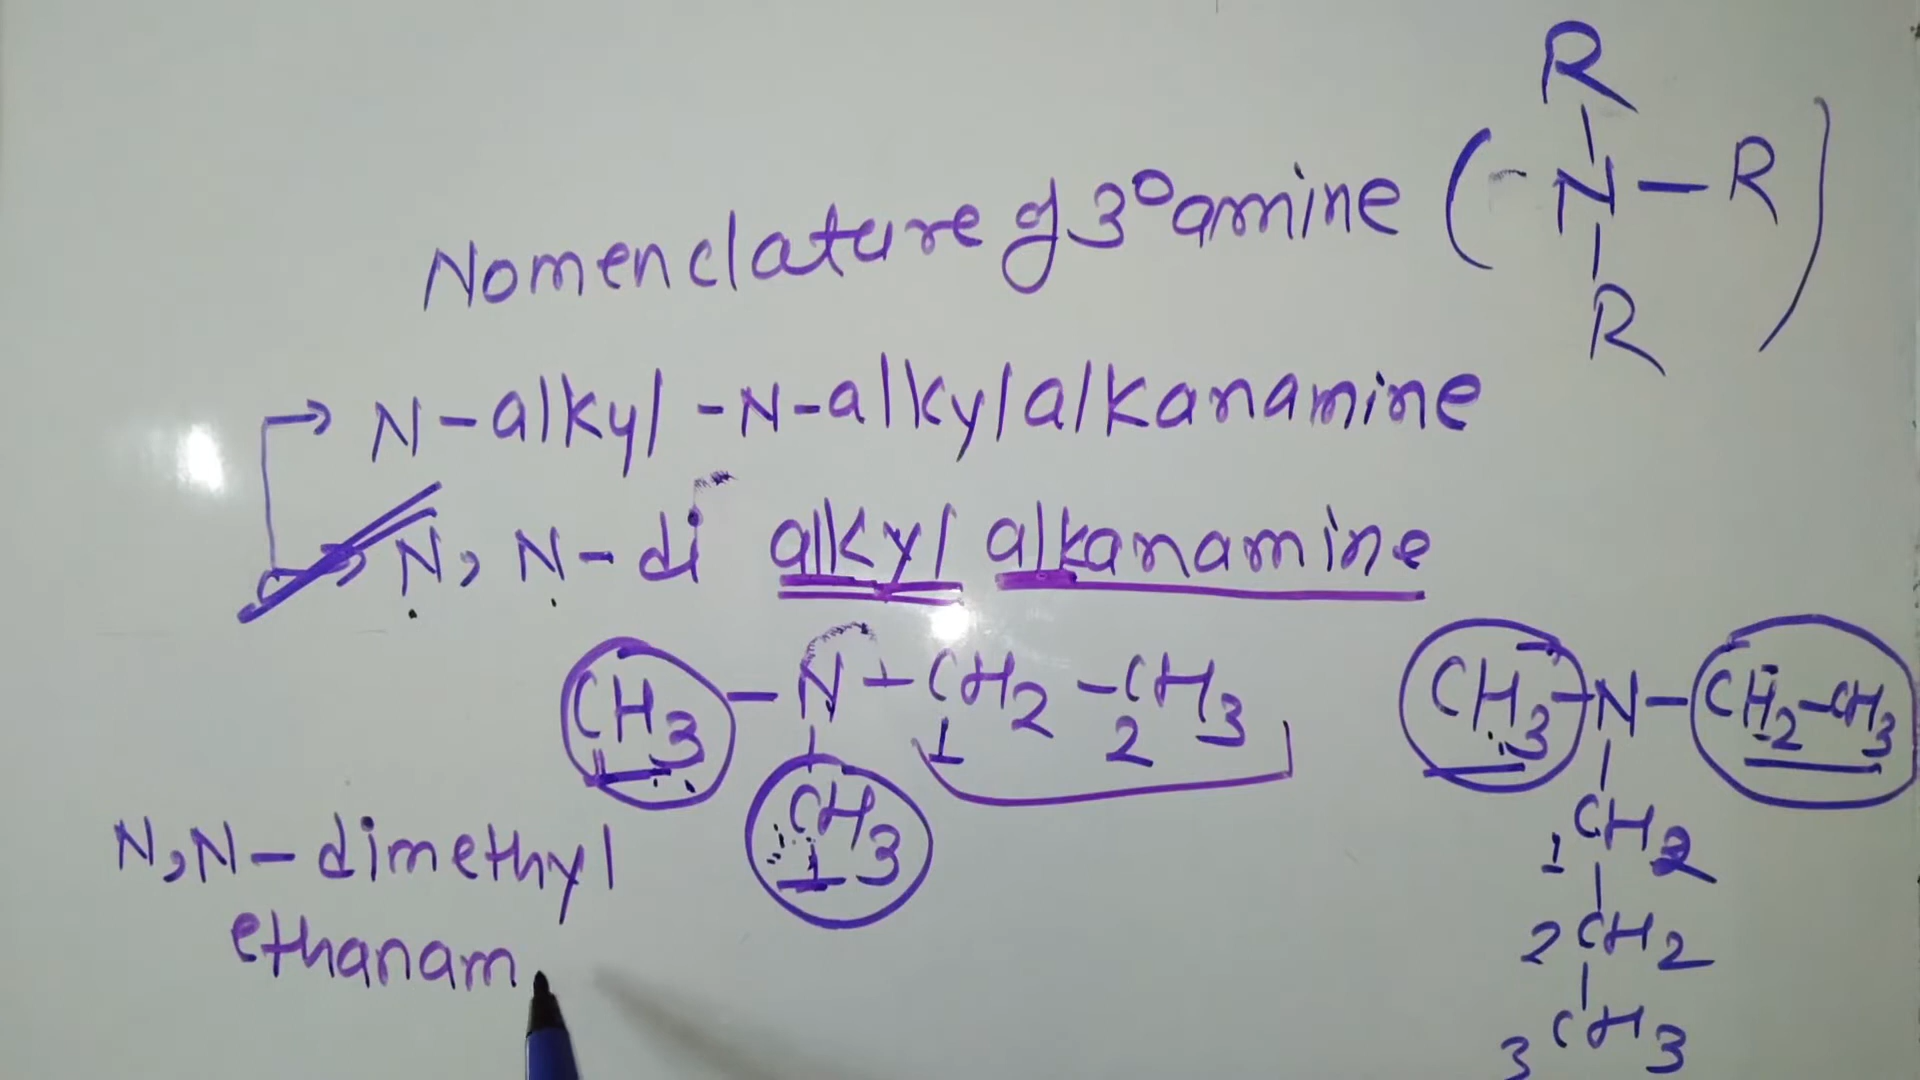 R
Nomenclature of 3° amine ( - N - R )
R
→ N-alkyl-N-alkylalkanamine
→ N, N-di alkyl alkanamine
CH3 - N - CH2 - CH3
1 2
CH3
N,N-dimethyl
ethanam
CH3-N-CH2-CH3
1 CH2
2 CH2
3 CH3